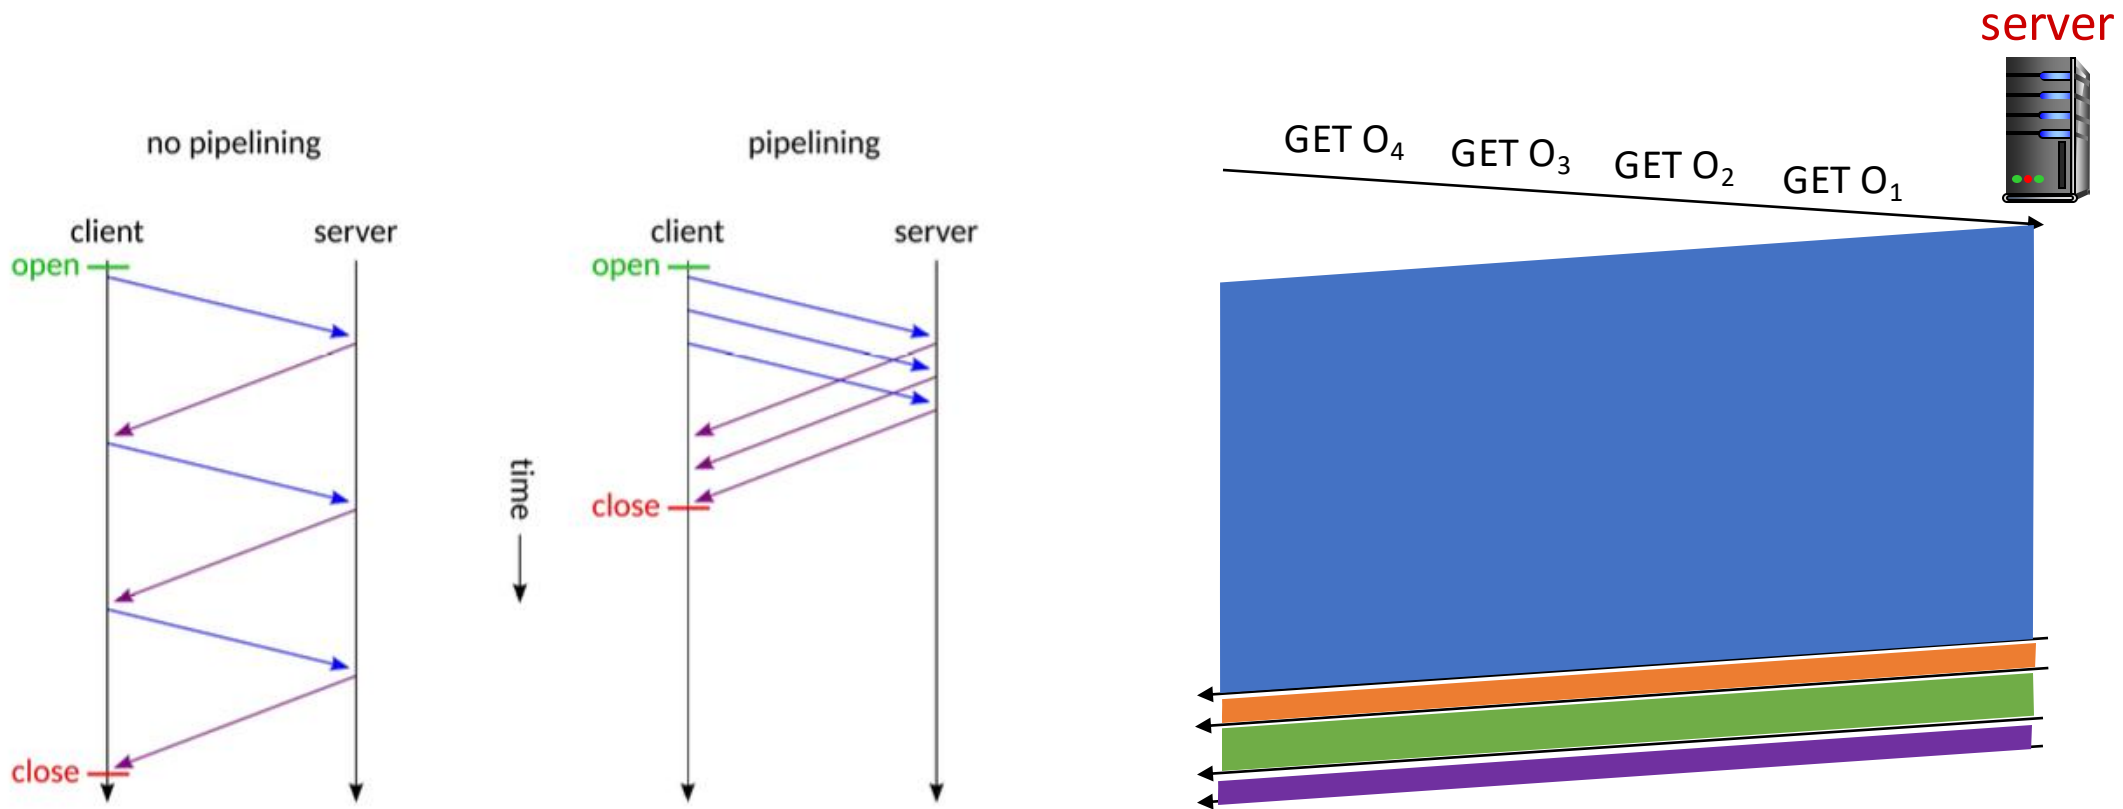 no pipelining
client
server
open
close
time
pipelining
client
server
open
close
server
GET O₄
GET O₃
GET O₂
GET O₁